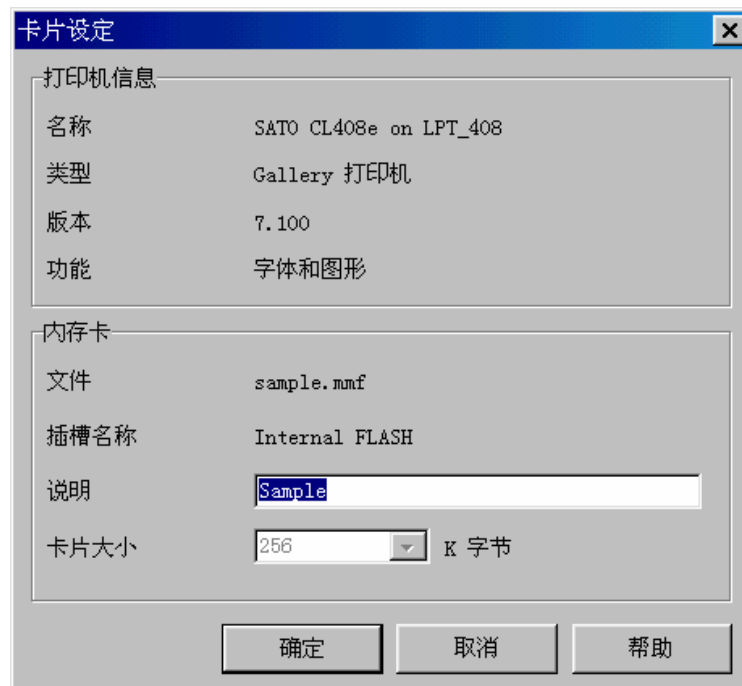 卡片设定
打印机信息
名称 SATO CL408e on LPT_408
类型 Gallery 打印机
版本 7.100
功能 字体和图形
内存卡
文件 sample.mmf
插槽名称 Internal FLASH
说明 Sample
卡片大小 256 K 字节
确定 取消 帮助